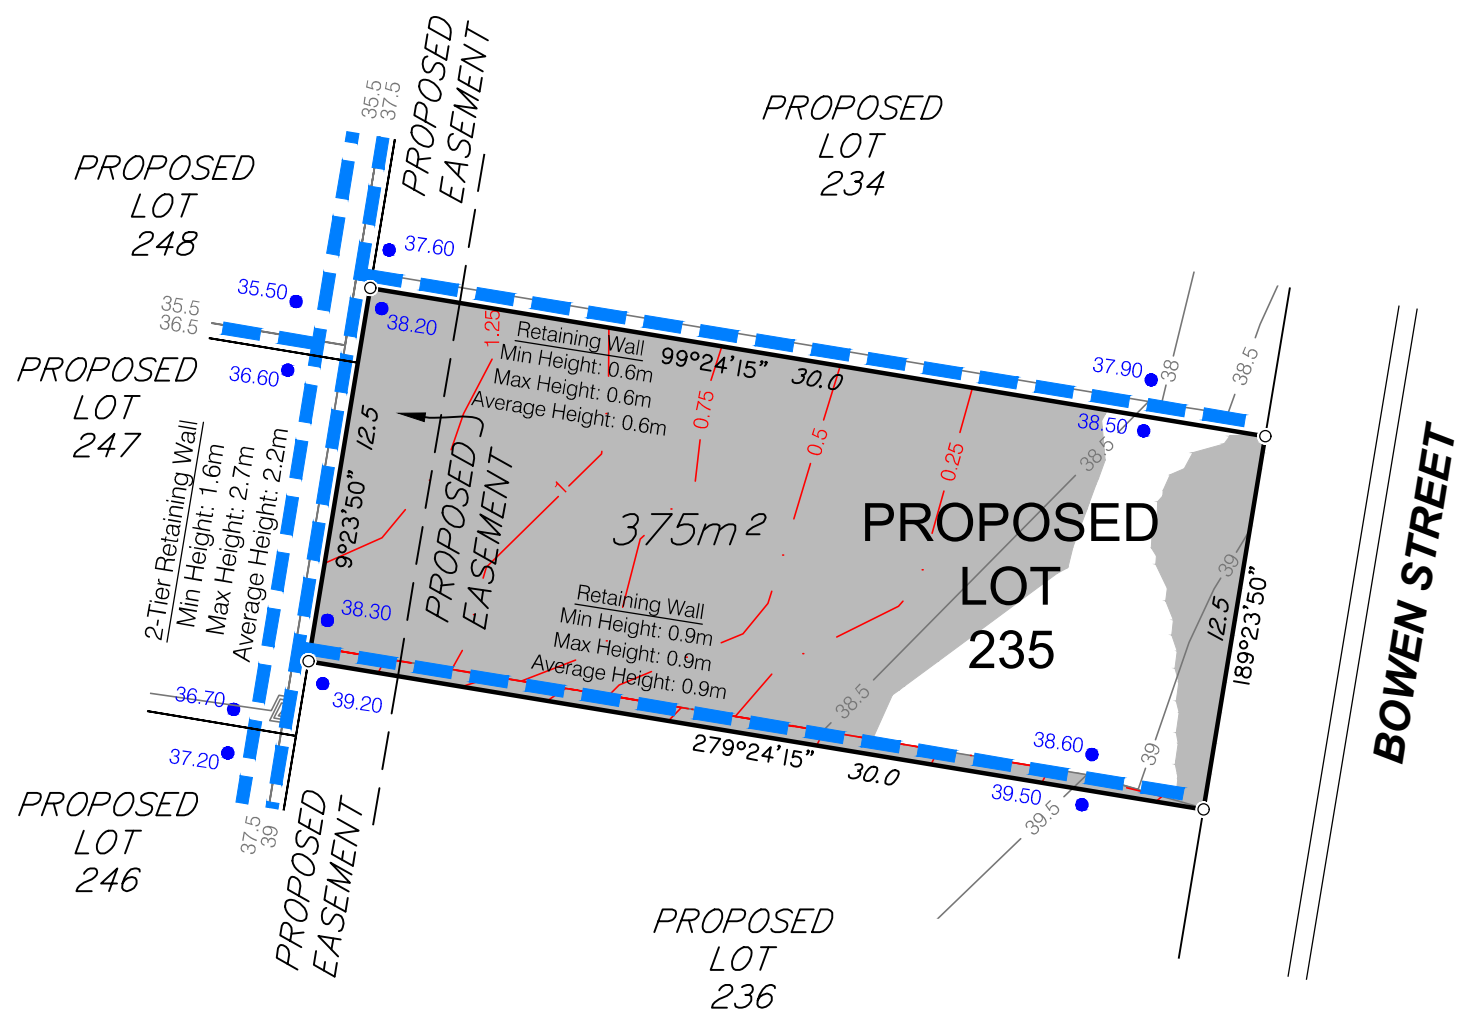 35.5
37.5
PROPOSED
EASEMENT
PROPOSED
LOT
234
PROPOSED
LOT
248
37.60
35.50
38.20
35.5
36.5
1.25
Retaining Wall
Min Height: 0.6m
Max Height: 0.6m
Average Height: 0.6m
99°24'15"
30.0
37.90
38
38.5
38.50
38.5
PROPOSED
LOT
247
36.60
12.5
9°23'50"
0.75
0.5
0.25
1
2-Tier Retaining Wall
Min Height: 1.6m
Max Height: 2.7m
Average Height: 2.2m
PROPOSED
EASEMENT
375m²
PROPOSED
LOT
235
39
12.5
189°23'50"
BOWEN STREET
38.30
Retaining Wall
Min Height: 0.9m
Max Height: 0.9m
Average Height: 0.9m
36.70
39.20
38.5
37.20
279°24'15"
30.0
38.60
39
39.50
39.5
PROPOSED
LOT
246
37.5
39
PROPOSED
EASEMENT
PROPOSED
LOT
236